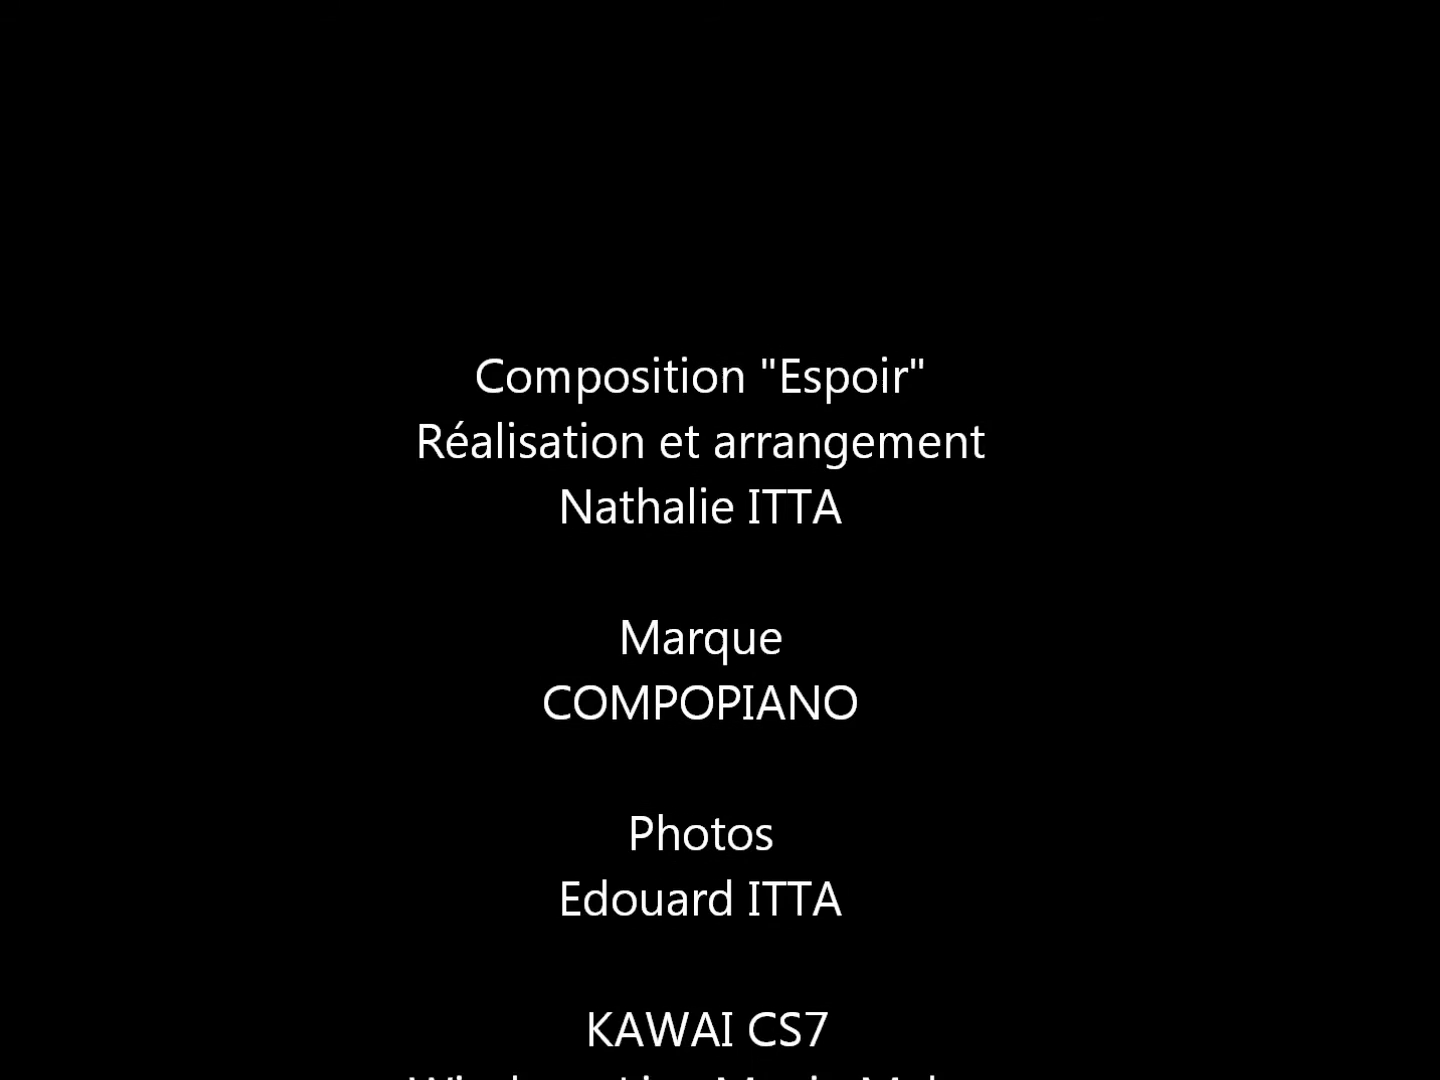 Composition "Espoir"
Réalisation et arrangement
Nathalie ITTA
Marque
COMPOPIANO
Photos
Edouard ITTA
KAWAI CS7